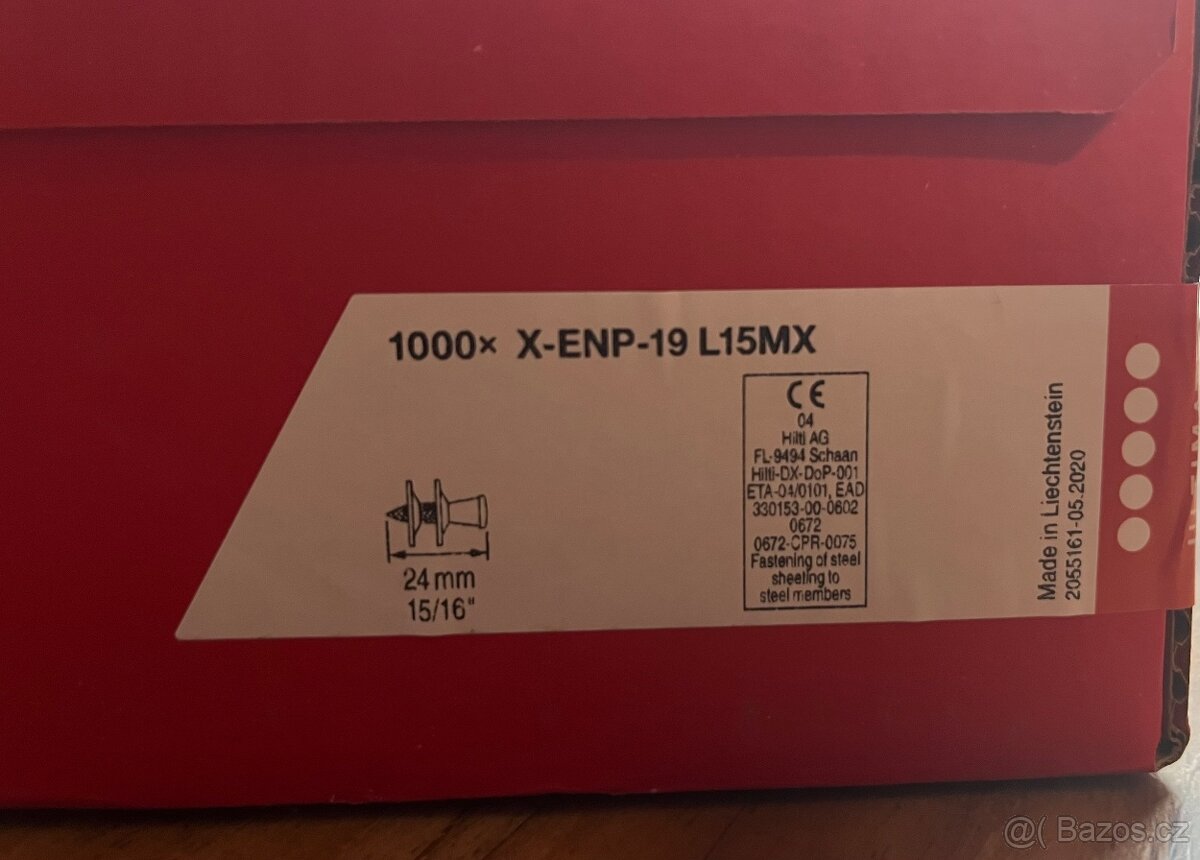 1000× X-ENP-19 L15MX
CE
04
Hilti AG
FL-9494 Schaan
Hilti-DX-DoP-001
ETA-04/0101, EAD
330153-00-0602
0672
0672-CPR-0075
Fastening of steel
sheeting to
steel members
24 mm
15/16"
Made in Liechtenstein
2055161-05.2020
@( Bazos.cz